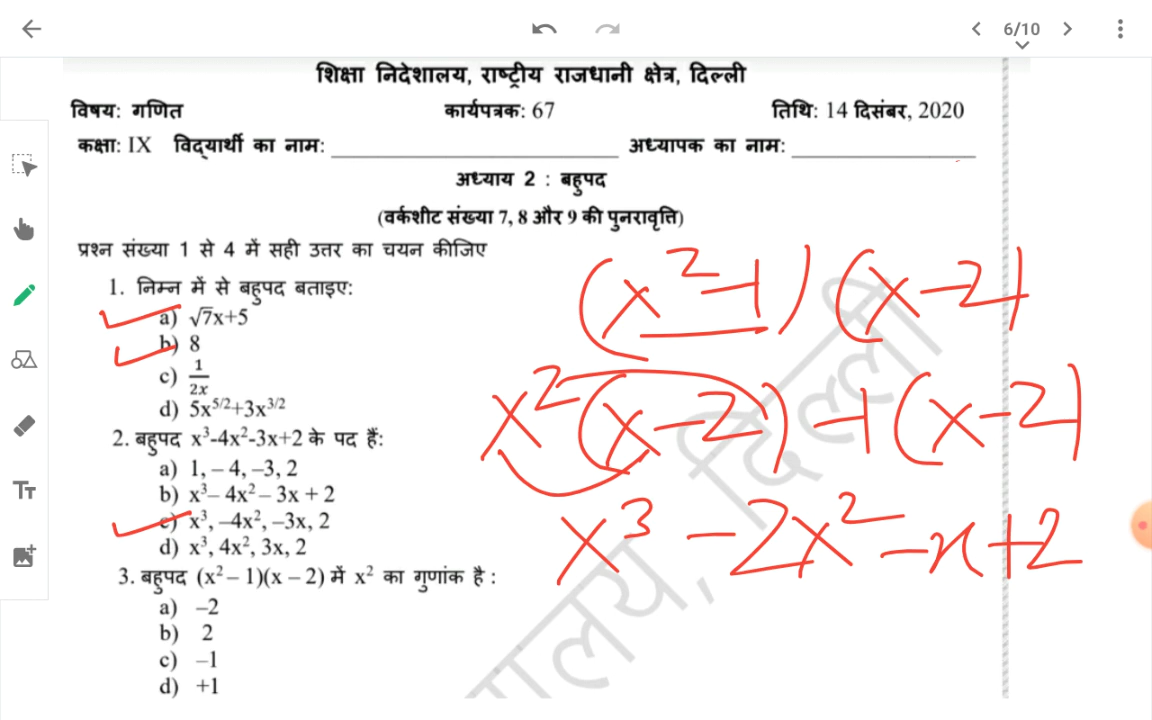 6/10
शिक्षा निदेशालय, राष्ट्रीय राजधानी क्षेत्र, दिल्ली
विषय: गणित कार्यपत्रक: 67 तिथि: 14 दिसंबर, 2020
कक्षा: IX विद्यार्थी का नाम: ____________ अध्यापक का नाम: ____________
अध्याय 2 : बहुपद
(वर्कशीट संख्या 7, 8 और 9 की पुनरावृत्ति)
प्रश्न संख्या 1 से 4 में सही उत्तर का चयन कीजिए
1. निम्न में से बहुपद बताइए:
a) √7x+5
b) 8
c) 1/2x
d) 5x^5/2+3x^3/2
2. बहुपद x³-4x²-3x+2 के पद हैं:
a) 1, – 4, –3, 2
b) x³– 4x² – 3x + 2
c) x³, –4x², –3x, 2
d) x³, 4x², 3x, 2
3. बहुपद (x² – 1)(x – 2) में x² का गुणांक है :
a) –2
b) 2
c) –1
d) +1
(x²-1) (x-2)
x²(x-2) -1(x-2)
x³ -2x² -x+2
Tт
यालय, दिल्ली